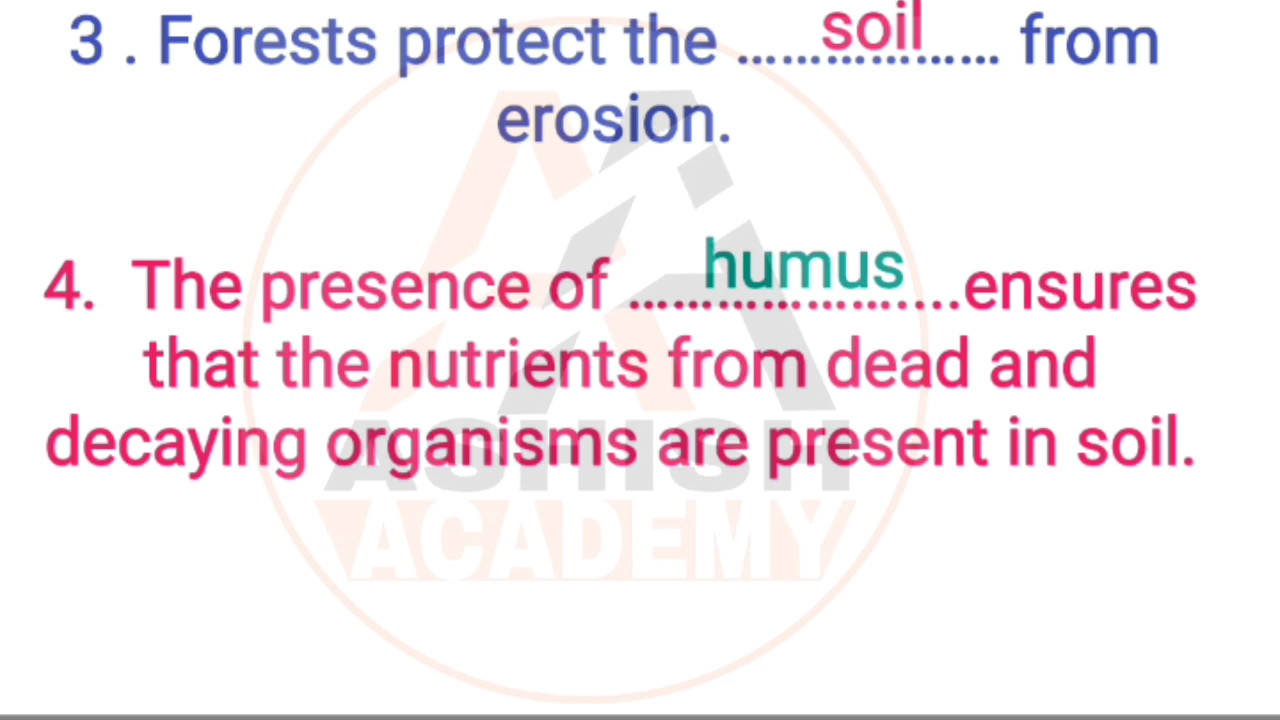 3 . Forests protect the ......soil...... from
erosion.
4. The presence of ......humus......ensures
that the nutrients from dead and
decaying organisms are present in soil.
ASHISH
ACADEMY